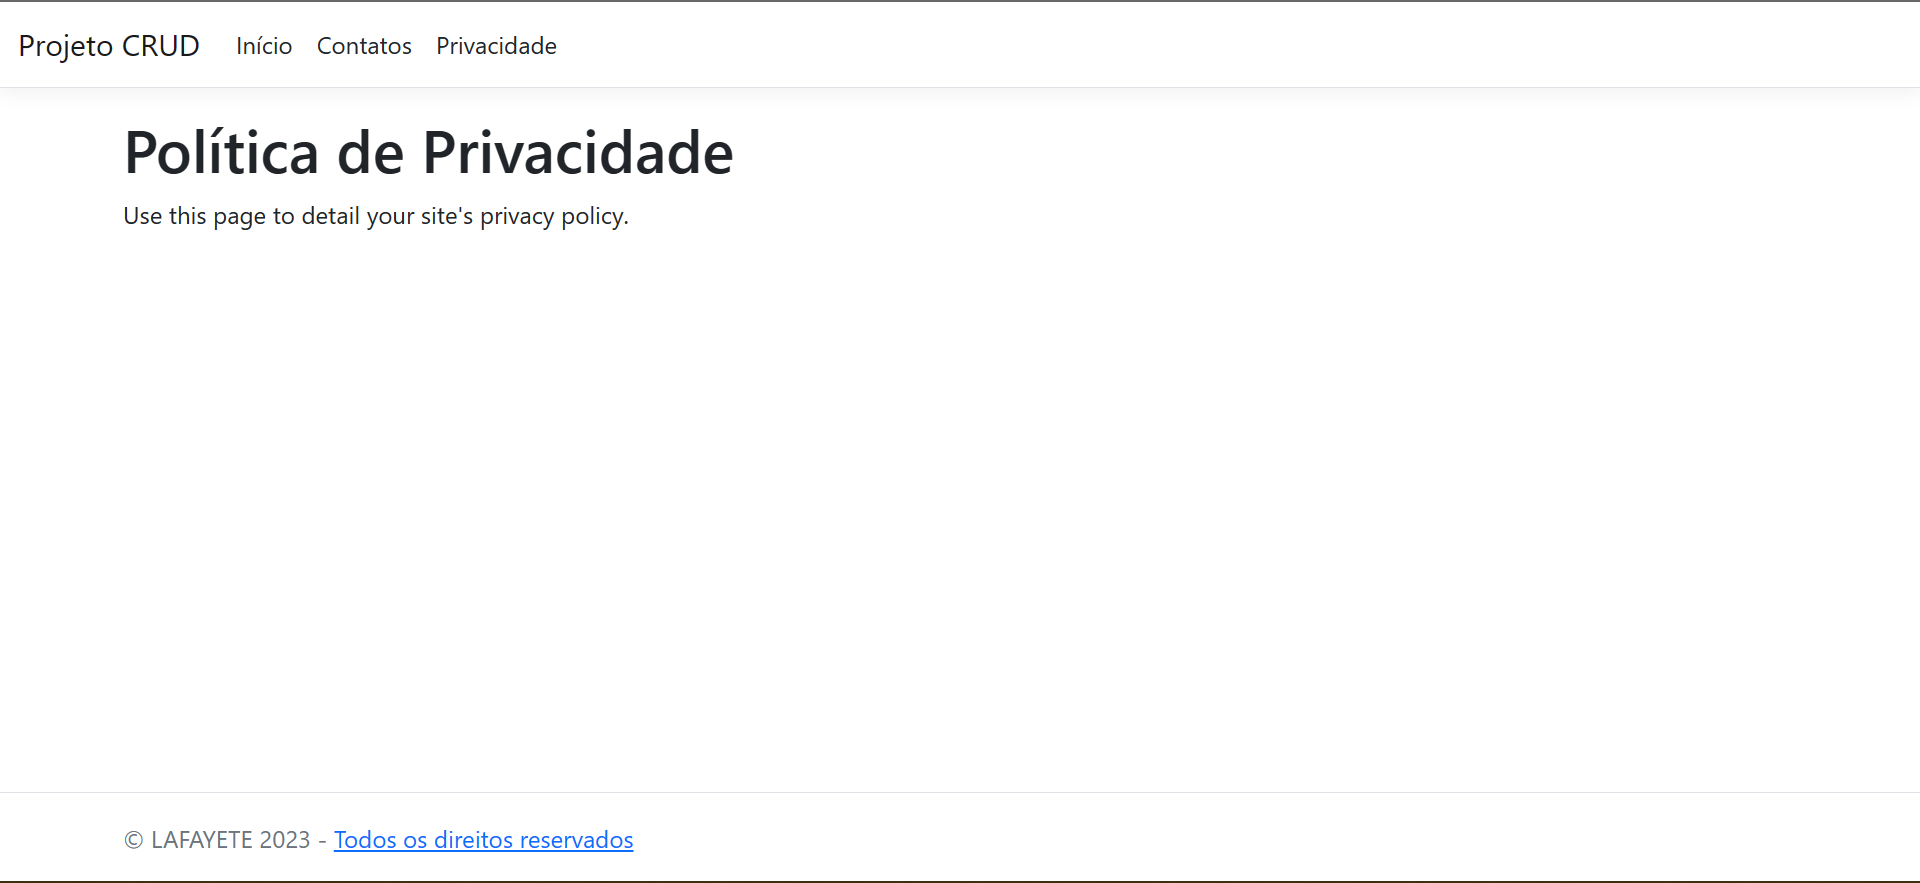 Projeto CRUD Início Contatos Privacidade
Política de Privacidade
Use this page to detail your site's privacy policy.
© LAFAYETE 2023 - Todos os direitos reservados